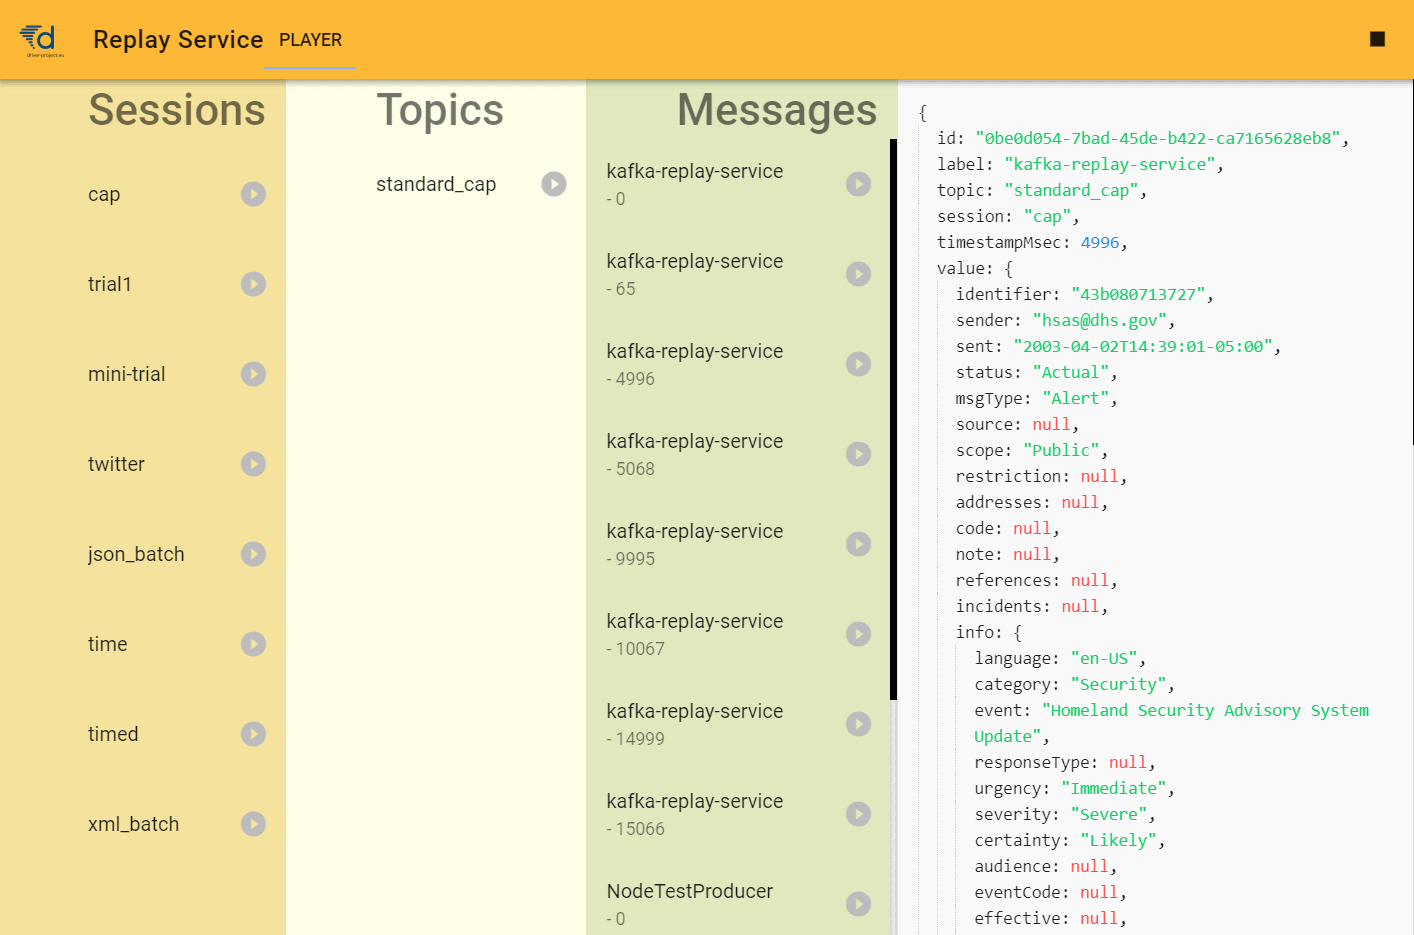 d
driver-project.eu
Replay Service
PLAYER
Sessions
cap
trial1
mini-trial
twitter
json_batch
time
timed
xml_batch
Topics
standard_cap
Messages
kafka-replay-service
- 0
kafka-replay-service
- 65
kafka-replay-service
- 4996
kafka-replay-service
- 5068
kafka-replay-service
- 9995
kafka-replay-service
- 10067
kafka-replay-service
- 14999
kafka-replay-service
- 15066
NodeTestProducer
- 0
{
id: "0be0d054-7bad-45de-b422-ca7165628eb8",
label: "kafka-replay-service",
topic: "standard_cap",
session: "cap",
timestampMsec: 4996,
value: {
identifier: "43b080713727",
sender: "hsas@dhs.gov",
sent: "2003-04-02T14:39:01-05:00",
status: "Actual",
msgType: "Alert",
source: null,
scope: "Public",
restriction: null,
addresses: null,
code: null,
note: null,
references: null,
incidents: null,
info: {
language: "en-US",
category: "Security",
event: "Homeland Security Advisory System
Update",
responseType: null,
urgency: "Immediate",
severity: "Severe",
certainty: "Likely",
audience: null,
eventCode: null,
effective: null,